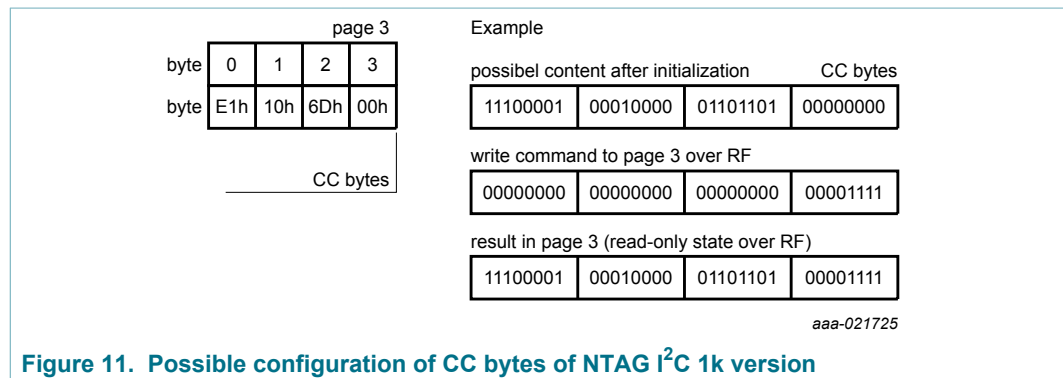 page 3
byte 0 1 2 3
byte E1h 10h 6Dh 00h
CC bytes
Example
possibel content after initialization CC bytes
11100001 00010000 01101101 00000000
write command to page 3 over RF
00000000 00000000 00000000 00001111
result in page 3 (read-only state over RF)
11100001 00010000 01101101 00001111
aaa-021725
Figure 11. Possible configuration of CC bytes of NTAG I²C 1k version